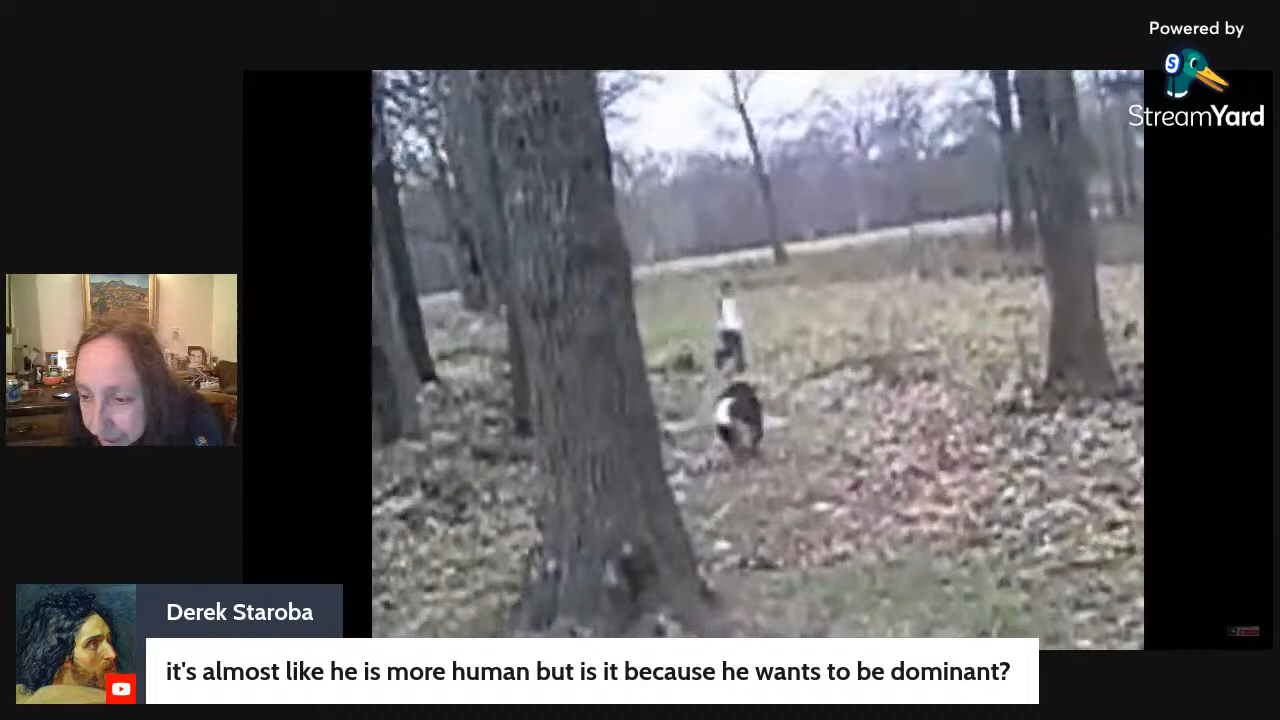 Powered by
StreamYard
Derek Staroba
it's almost like he is more human but is it because he wants to be dominant?